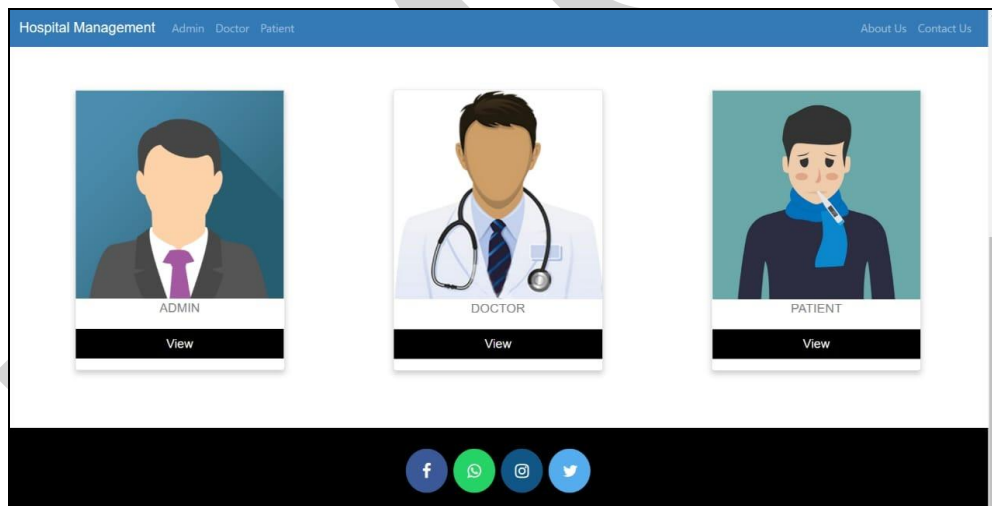 Hospital Management Admin Doctor Patient About Us Contact Us
ADMIN DOCTOR PATIENT
View View View